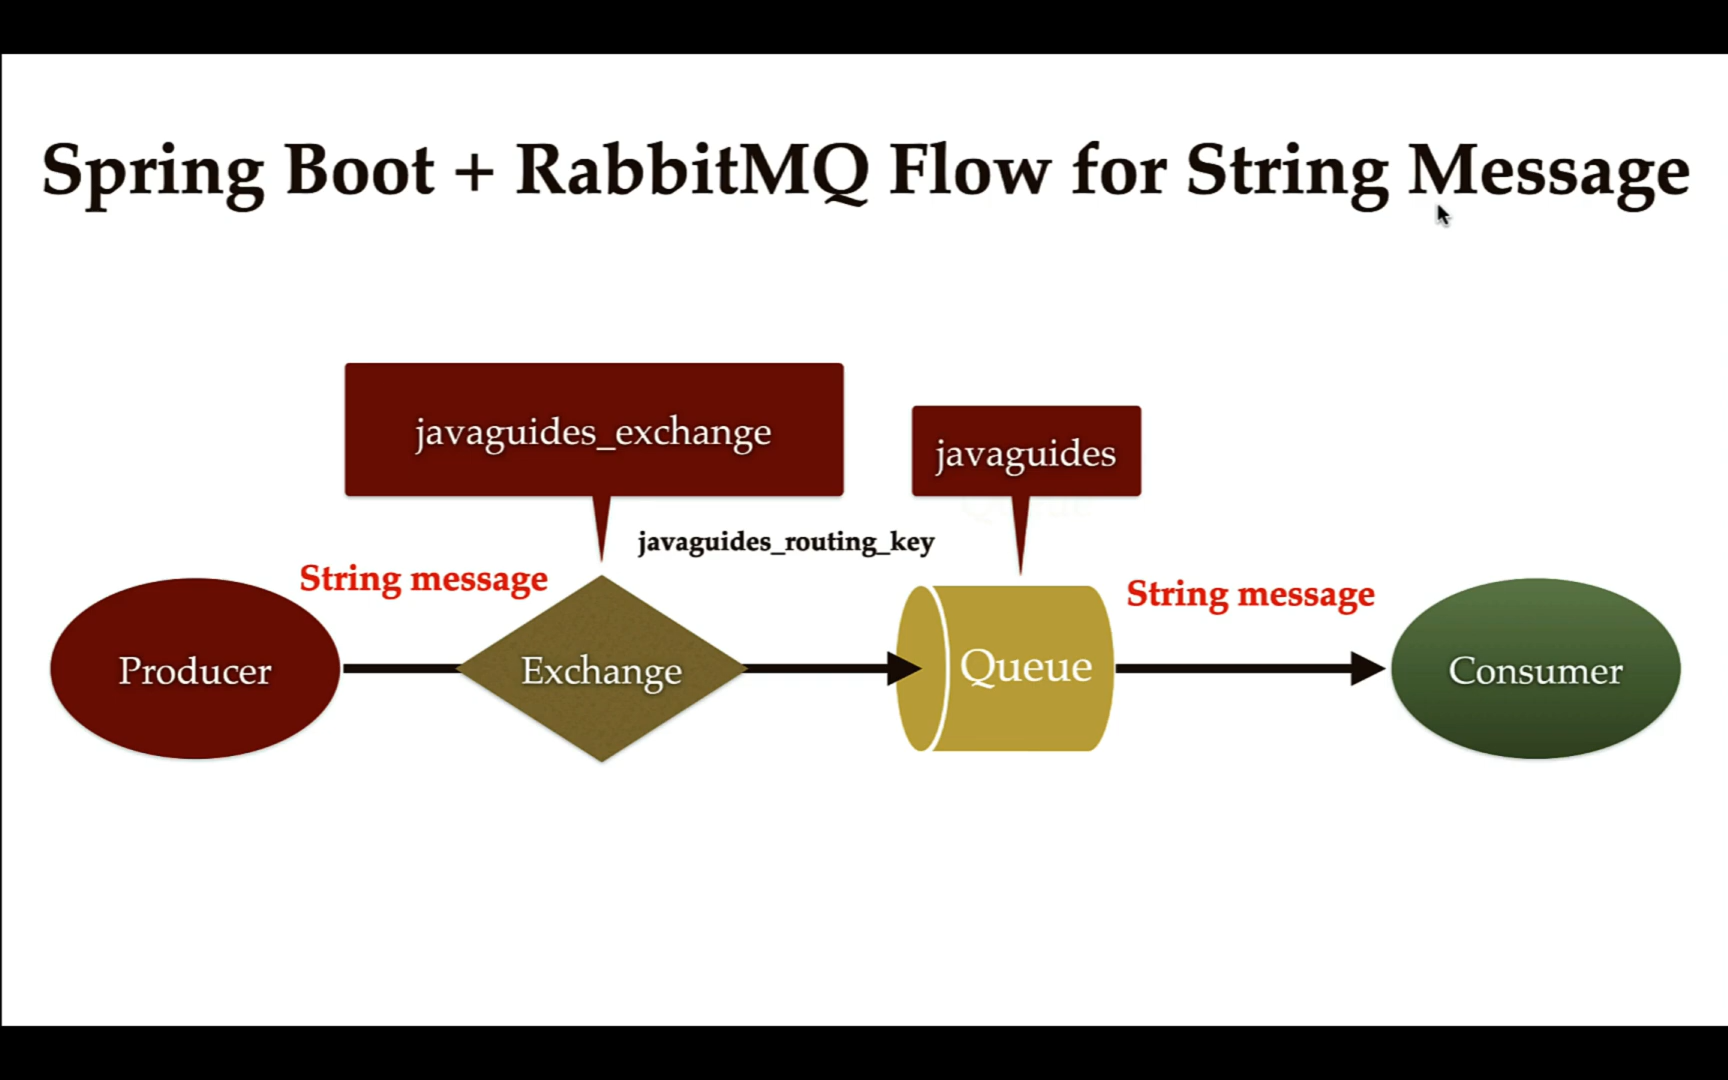 Spring Boot + RabbitMQ Flow for String Message
javaguides_exchange
javaguides
javaguides_routing_key
String message
String message
Producer
Exchange
Queue
Consumer